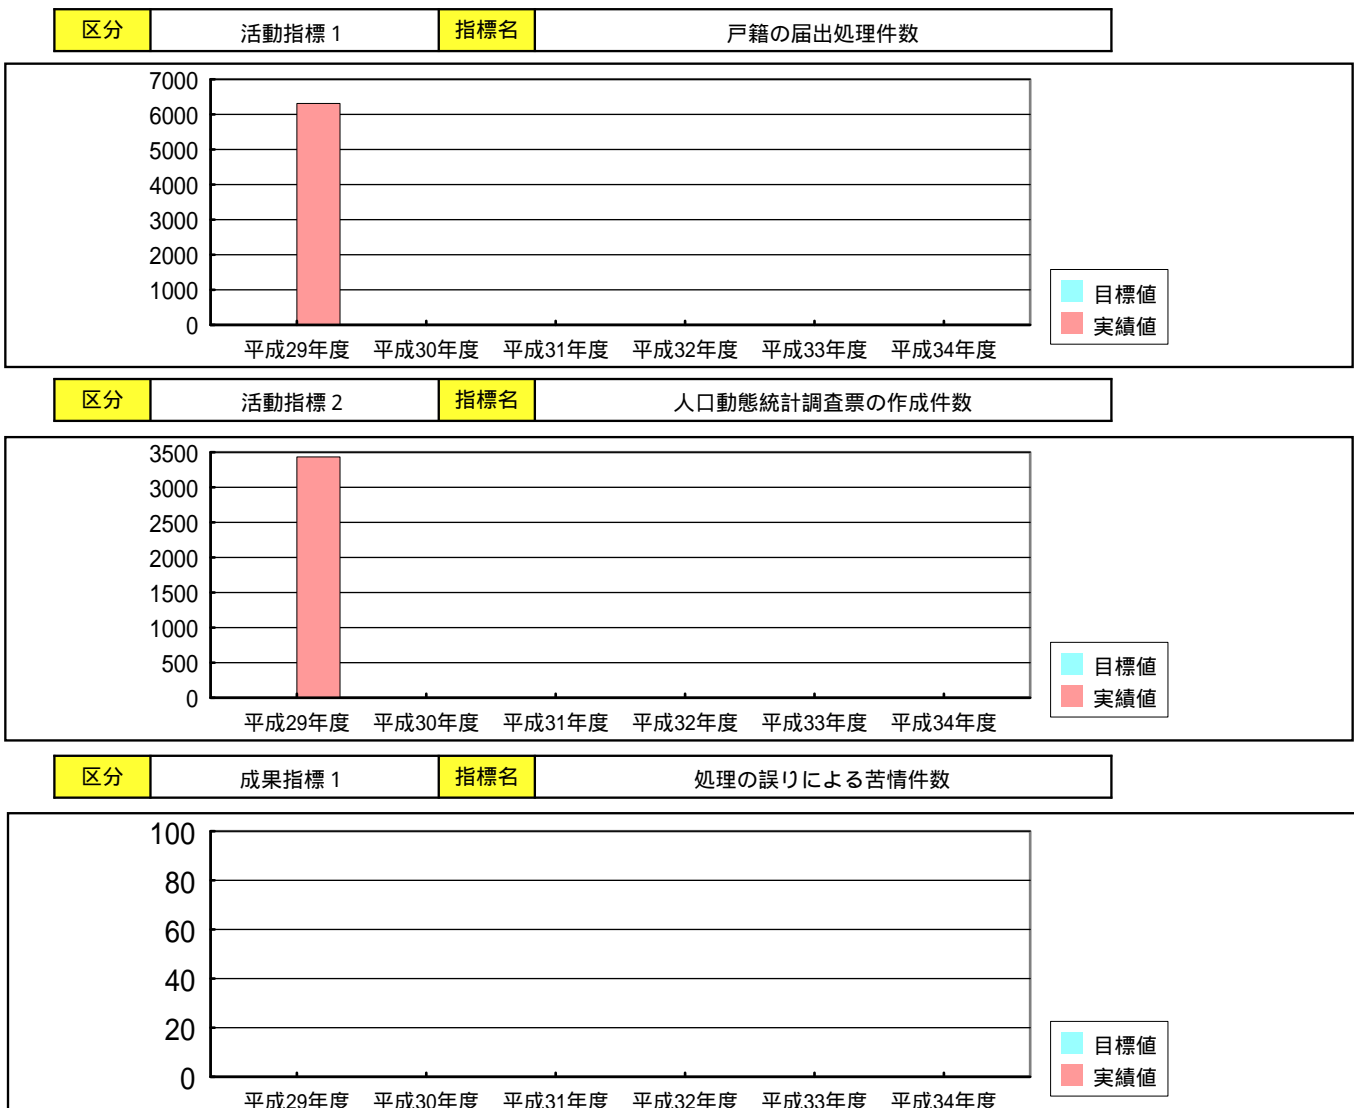 区分 活動指標1 指標名 戸籍の届出処理件数
7000
6000
5000
4000
3000
2000
1000
0
目標値
実績値
平成29年度 平成30年度 平成31年度 平成32年度 平成33年度 平成34年度
区分 活動指標2 指標名 人口動態統計調査票の作成件数
3500
3000
2500
2000
1500
1000
500
0
目標値
実績値
平成29年度 平成30年度 平成31年度 平成32年度 平成33年度 平成34年度
区分 成果指標1 指標名 処理の誤りによる苦情件数
100
80
60
40
20
0
目標値
実績値
平成29年度 平成30年度 平成31年度 平成32年度 平成33年度 平成34年度